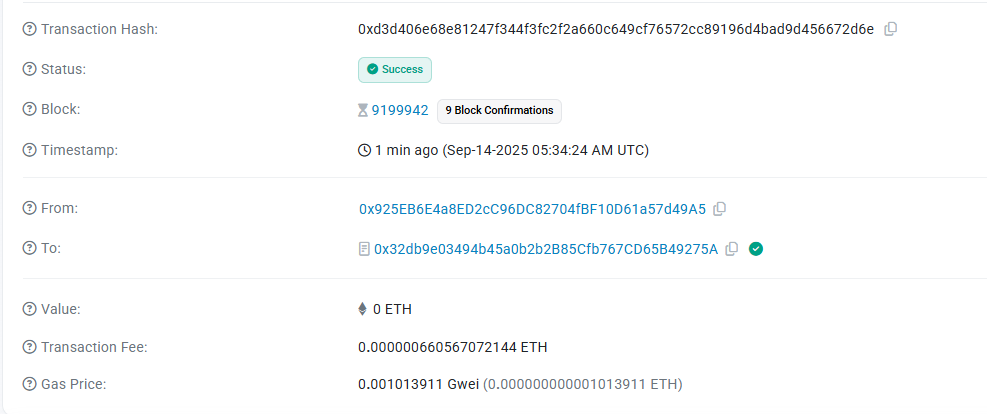 Transaction Hash: 0xd3d406e68e81247f344f3fc2f2a660c649cf76572cc89196d4bad9d456672d6e
Status: Success
Block: 9199942 9 Block Confirmations
Timestamp: 1 min ago (Sep-14-2025 05:34:24 AM UTC)
From: 0x925EB6E4a8ED2cC96DC82704fBF10D61a57d49A5
To: 0x32db9e03494b45a0b2b2B85Cfb767CD65B49275A
Value: 0 ETH
Transaction Fee: 0.000000660567072144 ETH
Gas Price: 0.001013911 Gwei (0.000000000001013911 ETH)